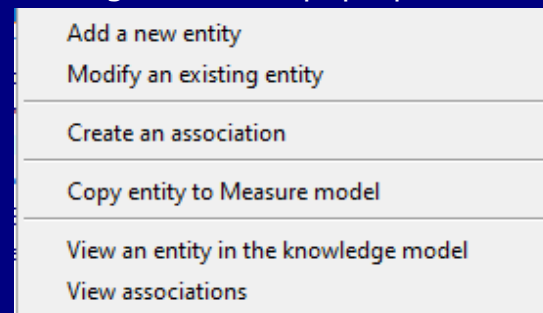 Add a new entity
Modify an existing entity
Create an association
Copy entity to Measure model
View an entity in the knowledge model
View associations